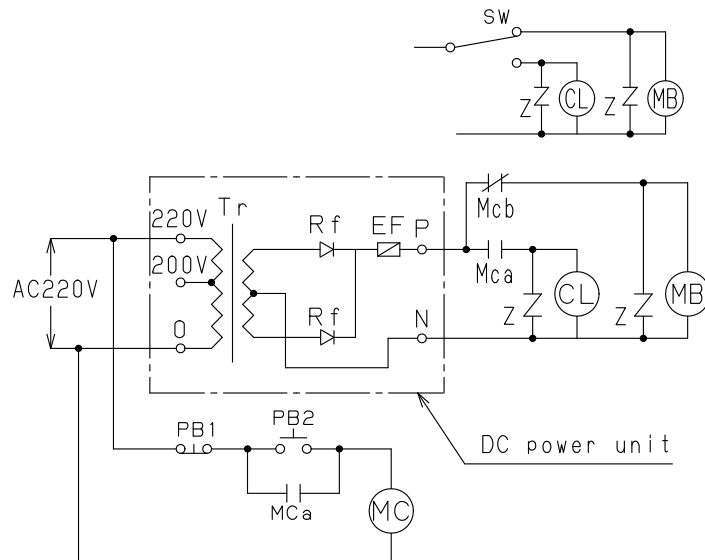 SW
Z
CL
Z
MB
Tr
220V
Rf
EF
P
Mcb
200V
AC220V
Mca
Z
CL
Z
MB
0
Rf
N
PB1
PB2
DC power unit
MCa
MC